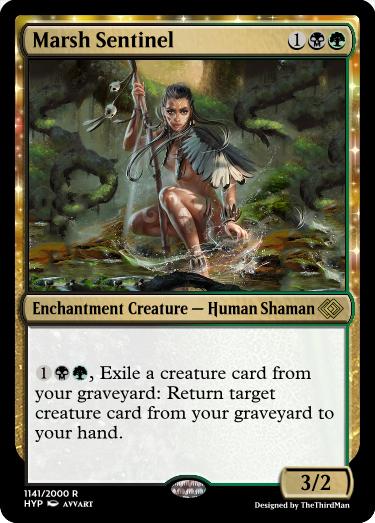 Marsh Sentinel 1
Enchantment Creature — Human Shaman
1 , Exile a creature card from
your graveyard: Return target
creature card from your graveyard to
your hand.
3/2
1141/2000 R
HYP AVVART
Designed by TheThirdMan